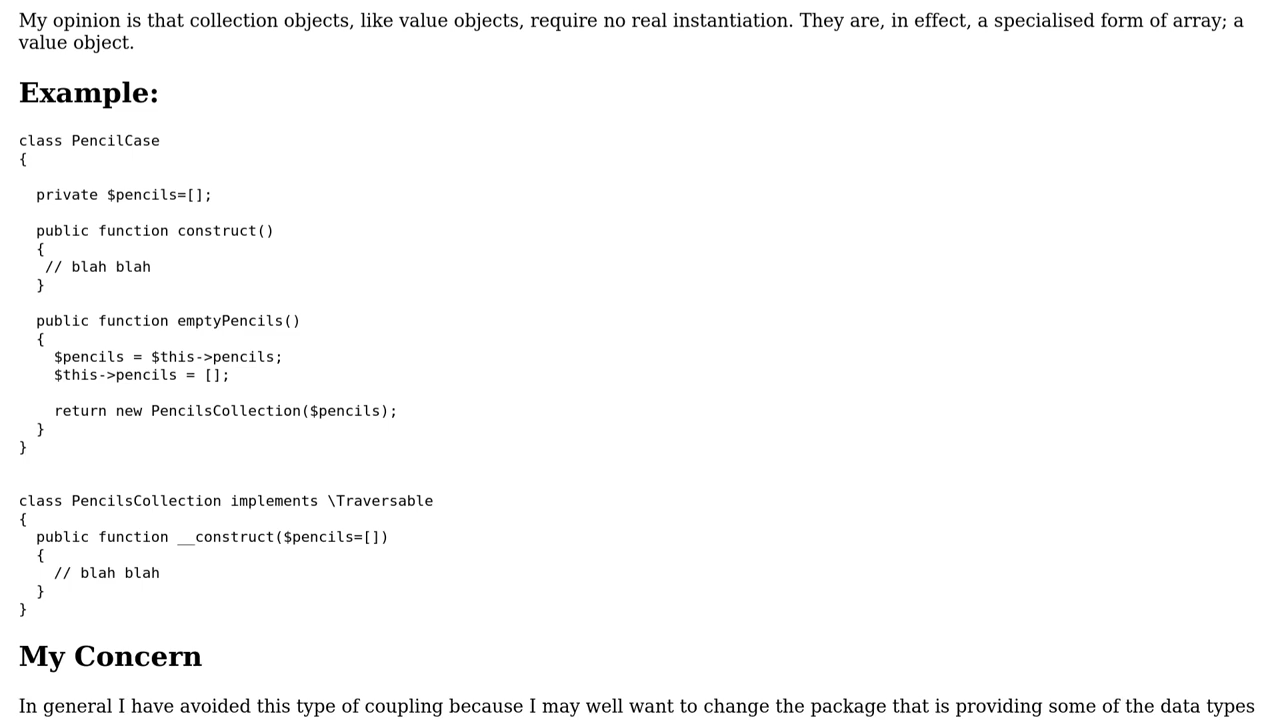 My opinion is that collection objects, like value objects, require no real instantiation. They are, in effect, a specialised form of array; a
value object.
Example:
class PencilCase
{
  private $pencils=[];
  public function construct()
  {
   // blah blah
  }
  public function emptyPencils()
  {
    $pencils = $this->pencils;
    $this->pencils = [];
    return new PencilsCollection($pencils);
  }
}
class PencilsCollection implements \Traversable
{
  public function __construct($pencils=[])
  {
    // blah blah
  }
}
My Concern
In general I have avoided this type of coupling because I may well want to change the package that is providing some of the data types